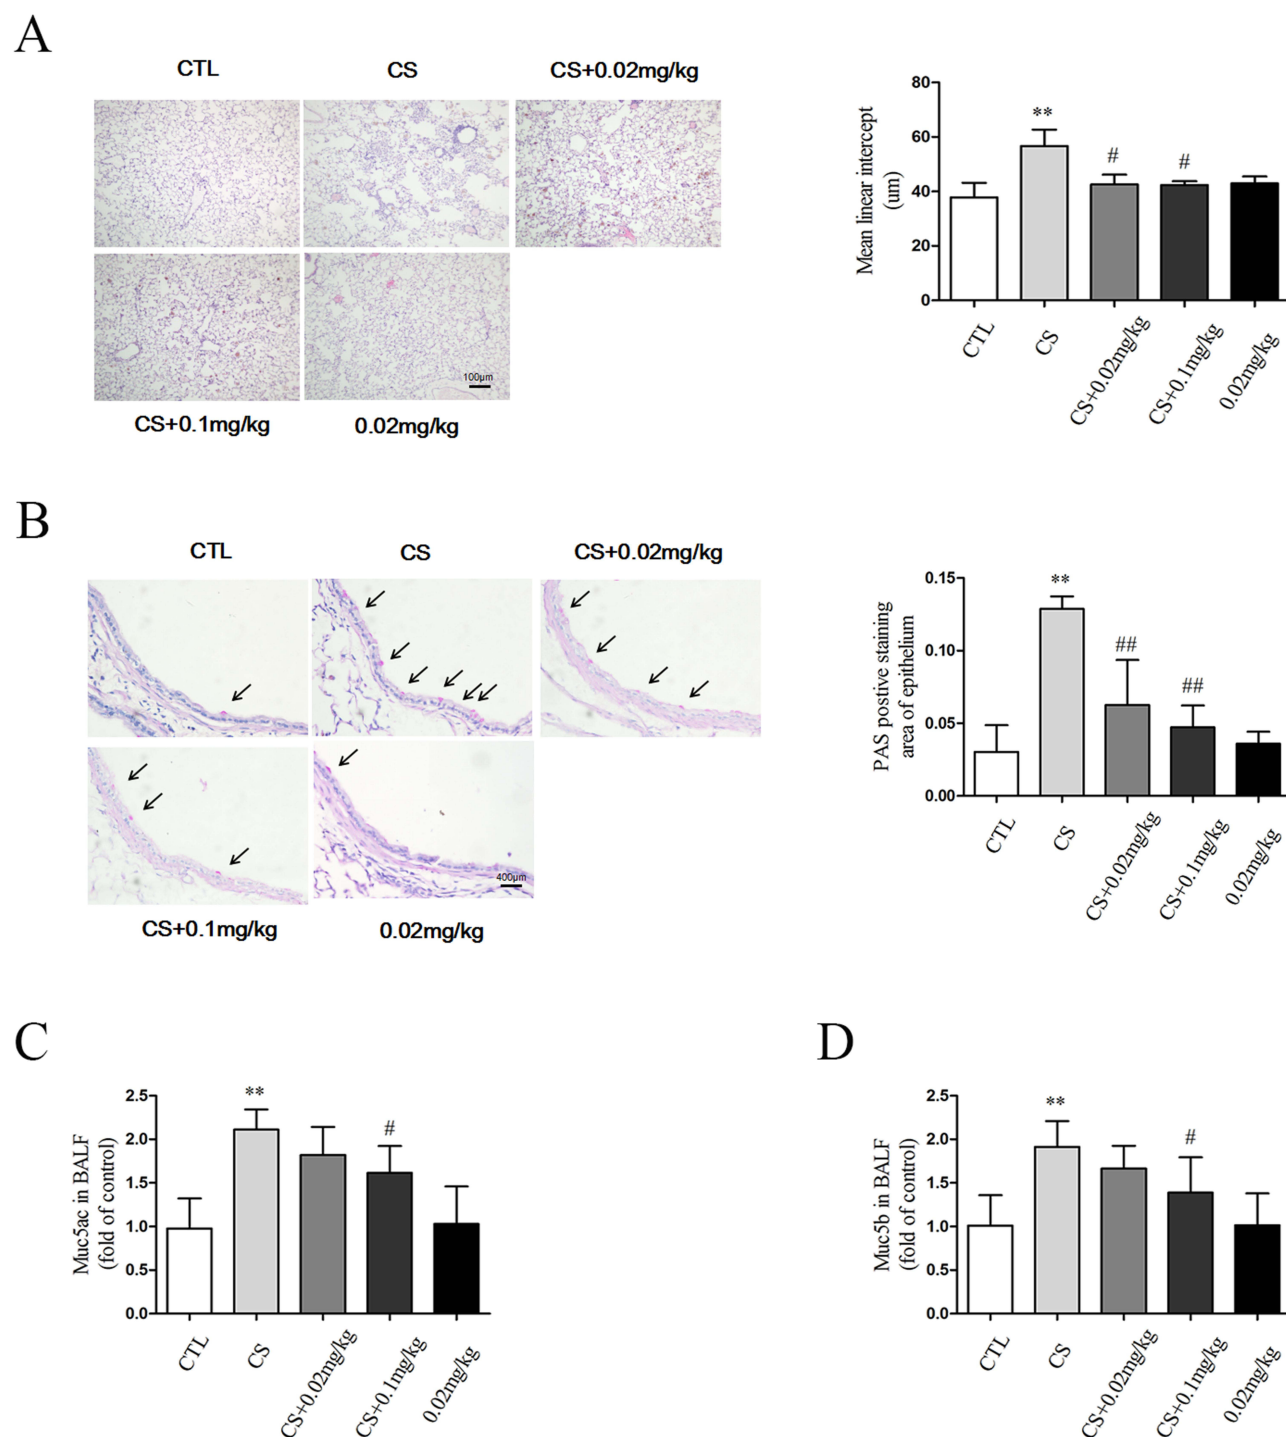 A
CTL
CS
CS+0.02mg/kg
100μm
CS+0.1mg/kg
0.02mg/kg
Mean linear intercept
(um)
80
60
40
20
0
**
#
#
CTL
CS
CS+0.02mg/kg
CS+0.1mg/kg
0.02mg/kg
B
CTL
CS
CS+0.02mg/kg
400μm
CS+0.1mg/kg
0.02mg/kg
PAS postive staining
area of epithelium
0.15
0.10
0.05
0.00
**
##
##
CTL
CS
CS+0.02mg/kg
CS+0.1mg/kg
0.02mg/kg
C
Muc5ac in BALF
(fold of control)
2.5
2.0
1.5
1.0
0.5
0.0
**
#
CTL
CS
CS+0.02mg/kg
CS+0.1mg/kg
0.02mg/kg
D
Muc5b in BALF
(fold of control)
2.5
2.0
1.5
1.0
0.5
0.0
**
#
CTL
CS
CS+0.02mg/kg
CS+0.1mg/kg
0.02mg/kg